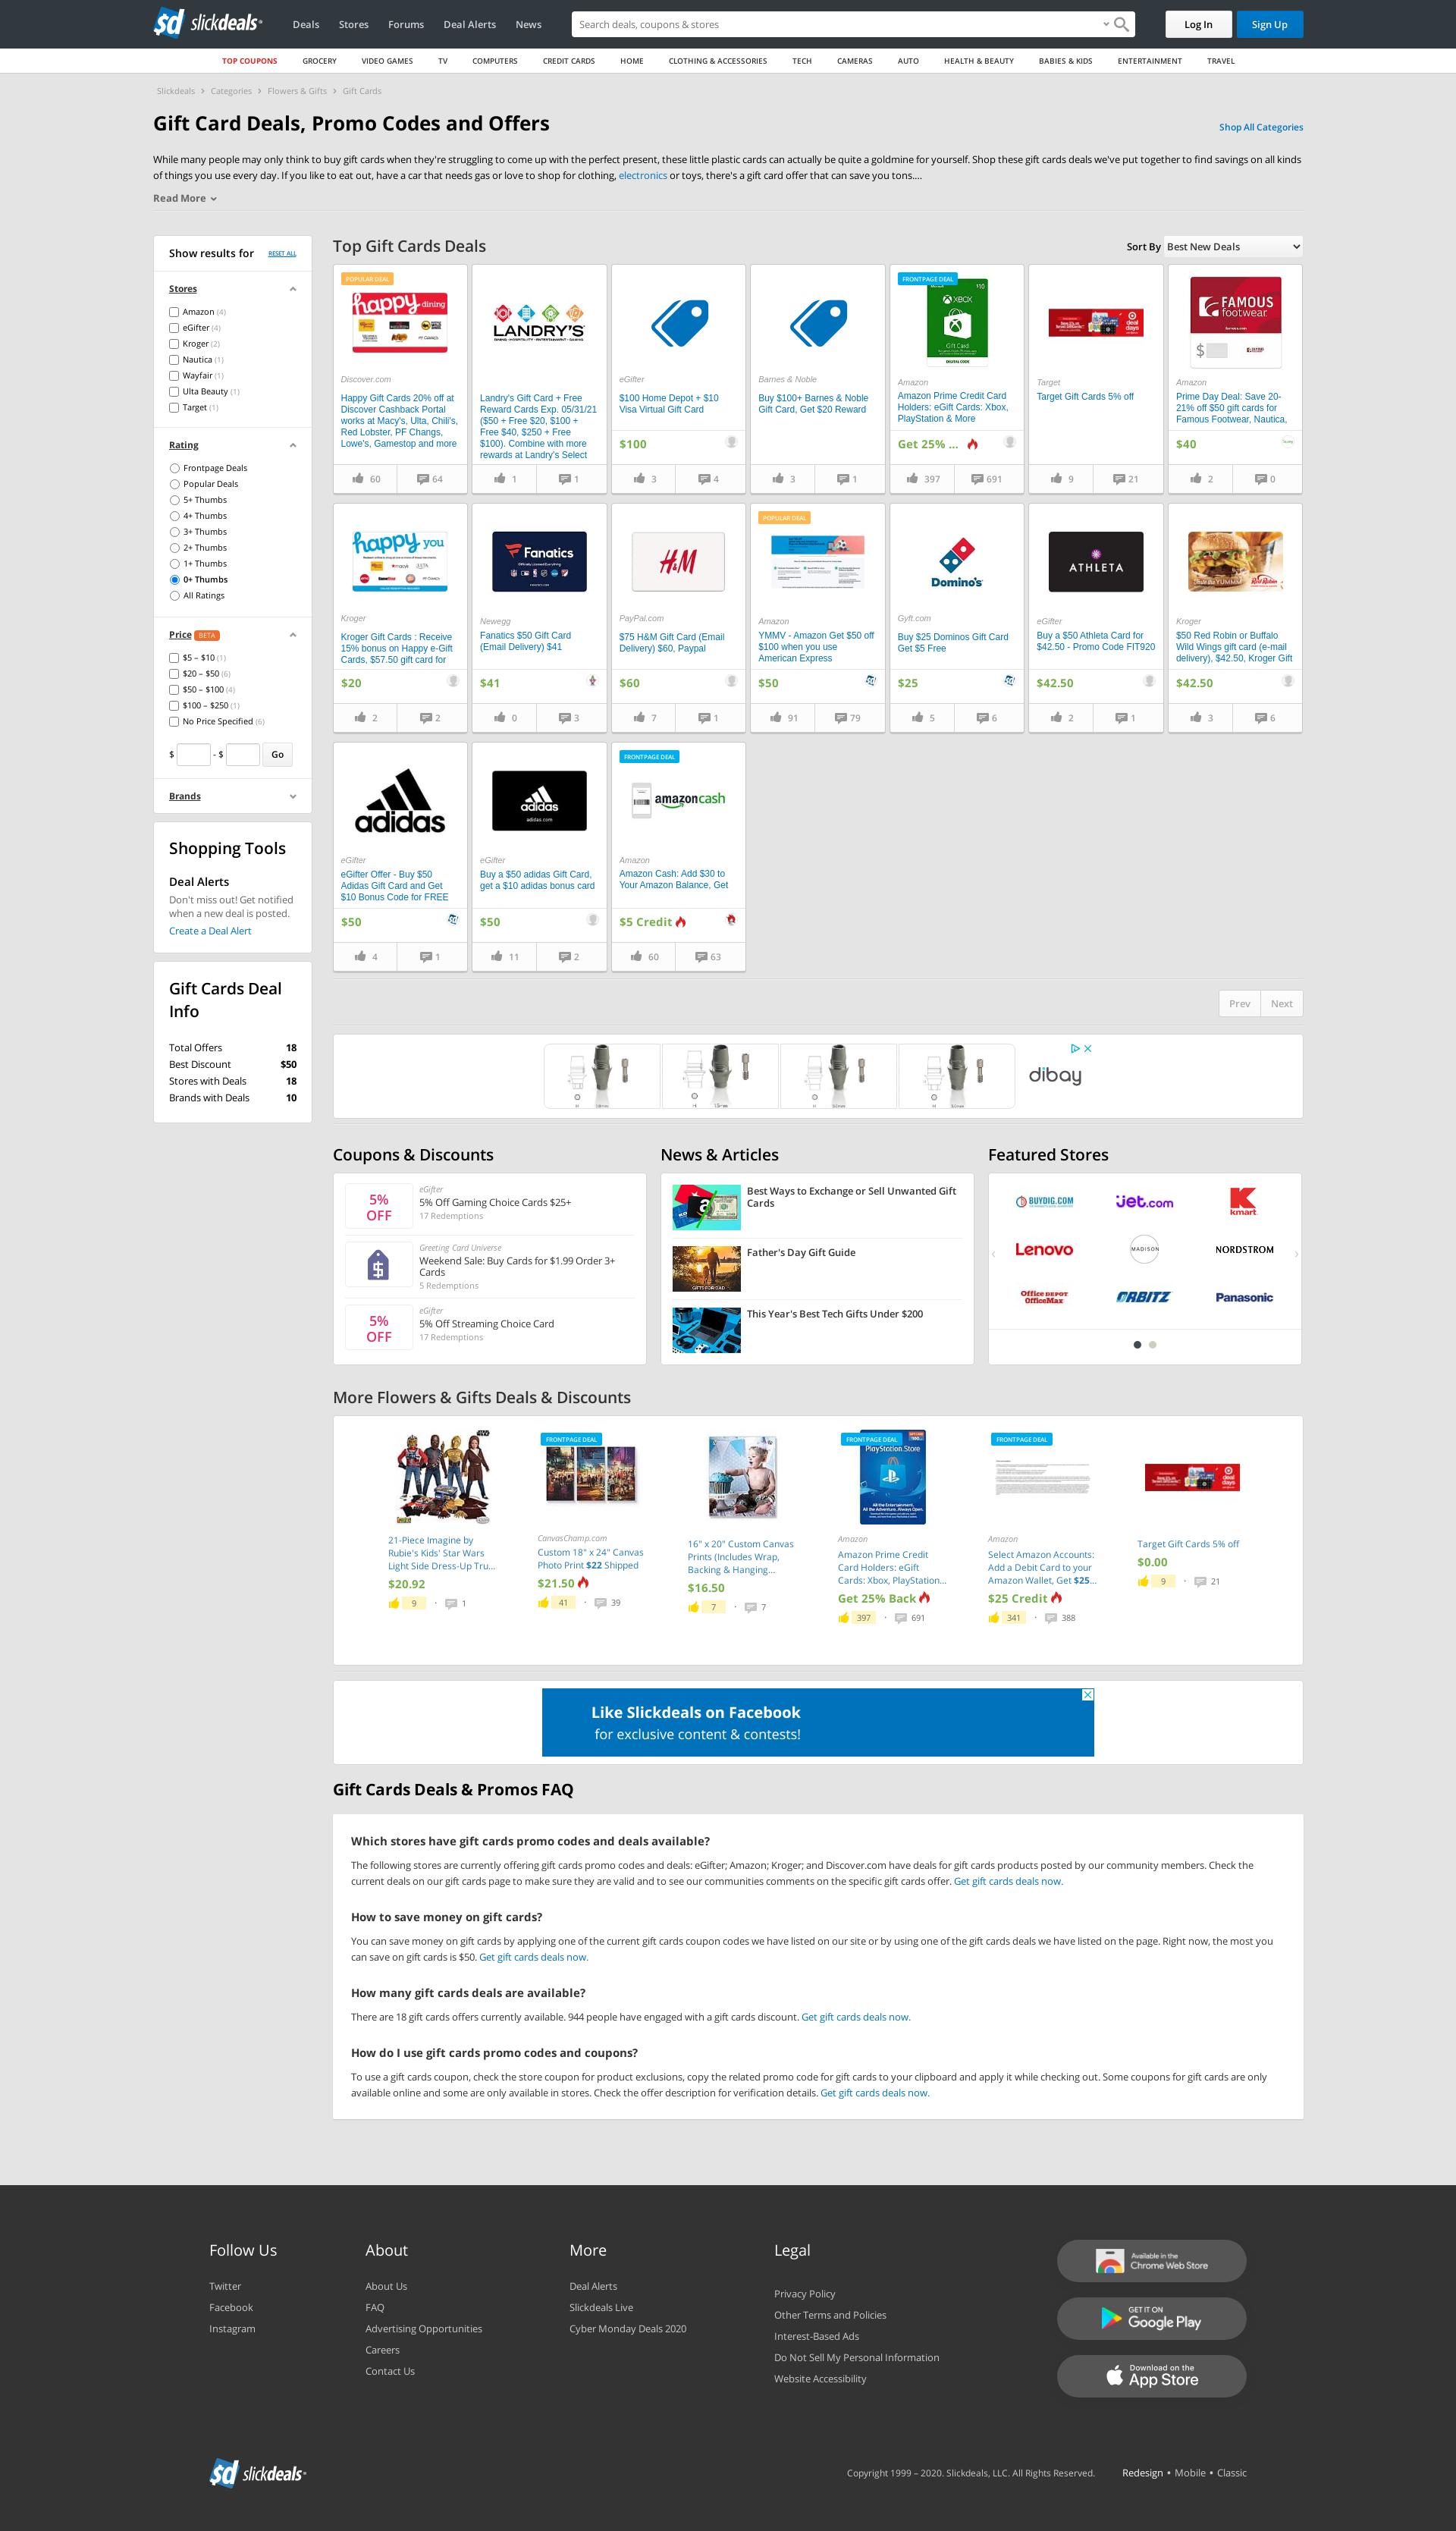 slickdeals
Deals Stores Forums Deal Alerts News
Search deals, coupons & stores
Log In
Sign Up
TOP COUPONS GROCERY VIDEO GAMES TV COMPUTERS CREDIT CARDS HOME CLOTHING & ACCESSORIES TECH CAMERAS AUTO HEALTH & BEAUTY BABIES & KIDS ENTERTAINMENT TRAVEL
Slickdeals › Categories › Flowers & Gifts › Gift Cards
Gift Card Deals, Promo Codes and Offers
Shop All Categories
While many people may only think to buy gift cards when they're struggling to come up with the perfect present, these little plastic cards can actually be quite a goldmine for yourself. Shop these gift cards deals we've put together to find savings on all kinds
of things you use every day. If you like to eat out, have a car that needs gas or love to shop for clothing, electronics or toys, there's a gift card offer that can save you tons....
Read More
Show results for RESET ALL
Stores
Amazon (4)
eGifter (4)
Kroger (2)
Nautica (1)
Wayfair (1)
Ulta Beauty (1)
Target (1)
Rating
Frontpage Deals
Popular Deals
5+ Thumbs
4+ Thumbs
3+ Thumbs
2+ Thumbs
1+ Thumbs
0+ Thumbs
All Ratings
Price BETA
$5 – $10 (1)
$20 – $50 (6)
$50 – $100 (4)
$100 – $250 (1)
No Price Specified (6)
$ - $ Go
Brands
Shopping Tools
Deal Alerts
Don't miss out! Get notified
when a new deal is posted.
Create a Deal Alert
Gift Cards Deal
Info
Total Offers 18
Best Discount $50
Stores with Deals 18
Brands with Deals 10
Top Gift Cards Deals
Sort By Best New Deals
POPULAR DEAL
happy dining
Discover.com
Happy Gift Cards 20% off at
Discover Cashback Portal
works at Macy's, Ulta, Chili's,
Red Lobster, PF Changs,
Lowe's, Gamestop and more
60 64
LANDRY'S
Landry's Gift Card + Free
Reward Cards Exp. 05/31/21
($50 + Free $20, $100 +
Free $40, $250 + Free
$100). Combine with more
rewards at Landry's Select
1 1
eGifter
$100 Home Depot + $10
Visa Virtual Gift Card
$100
3 4
Barnes & Noble
Buy $100+ Barnes & Noble
Gift Card, Get $20 Reward
3 1
FRONTPAGE DEAL
XBOX
Gift Card
DIGITAL CODE
Amazon
Amazon Prime Credit Card
Holders: eGift Cards: Xbox,
PlayStation & More
Get 25% ...
397 691
deal days
Target
Target Gift Cards 5% off
9 21
FAMOUS footwear
$
Amazon
Prime Day Deal: Save 20-
21% off $50 gift cards for
Famous Footwear, Nautica,
$40
2 0
happy you
Kroger
Kroger Gift Cards : Receive
15% bonus on Happy e-Gift
Cards, $57.50 gift card for
$20
2 2
Fanatics
Newegg
Fanatics $50 Gift Card
(Email Delivery) $41
$41
0 3
H&M
PayPal.com
$75 H&M Gift Card (Email
Delivery) $60, Paypal
$60
7 1
POPULAR DEAL
Amazon
YMMV - Amazon Get $50 off
$100 when you use
American Express
$50
91 79
Domino's
Gyft.com
Buy $25 Dominos Gift Card
Get $5 Free
$25
5 6
ATHLETA
eGifter
Buy a $50 Athleta Card for
$42.50 - Promo Code FIT920
$42.50
2 1
Red Robin
Kroger
$50 Red Robin or Buffalo
Wild Wings gift card (e-mail
delivery), $42.50, Kroger Gift
$42.50
3 6
adidas
eGifter
eGifter Offer - Buy $50
Adidas Gift Card and Get
$10 Bonus Code for FREE
$50
4 1
adidas
adidas.com
eGifter
Buy a $50 adidas Gift Card,
get a $10 adidas bonus card
$50
11 2
FRONTPAGE DEAL
amazoncash
Amazon
Amazon Cash: Add $30 to
Your Amazon Balance, Get
$5 Credit
60 63
Prev Next
dibay
Coupons & Discounts
5% OFF
eGifter
5% Off Gaming Choice Cards $25+
17 Redemptions
Greeting Card Universe
Weekend Sale: Buy Cards for $1.99 Order 3+
Cards
5 Redemptions
5% OFF
eGifter
5% Off Streaming Choice Card
17 Redemptions
News & Articles
Best Ways to Exchange or Sell Unwanted Gift
Cards
GIFTS FOR DAD
Father's Day Gift Guide
This Year's Best Tech Gifts Under $200
Featured Stores
BUYDIG.COM jet.com kmart
Lenovo MADISON NORDSTROM
Office DEPOT OfficeMax ORBITZ Panasonic
More Flowers & Gifts Deals & Discounts
21-Piece Imagine by
Rubie's Kids' Star Wars
Light Side Dress-Up Tru...
$20.92
9 · 1
FRONTPAGE DEAL
CanvasChamp.com
Custom 18" x 24" Canvas
Photo Print $22 Shipped
$21.50
41 · 39
16" x 20" Custom Canvas
Prints (Includes Wrap,
Backing & Hanging...
$16.50
7 · 7
FRONTPAGE DEAL
PlayStation Store
All the Entertainment.
All the Adventure. Always Open.
Amazon
Amazon Prime Credit
Card Holders: eGift
Cards: Xbox, PlayStation...
Get 25% Back
397 · 691
FRONTPAGE DEAL
Amazon
Select Amazon Accounts:
Add a Debit Card to your
Amazon Wallet, Get $25...
$25 Credit
341 · 388
deal days
Target Gift Cards 5% off
$0.00
9 · 21
Like Slickdeals on Facebook
for exclusive content & contests!
Gift Cards Deals & Promos FAQ
Which stores have gift cards promo codes and deals available?
The following stores are currently offering gift cards promo codes and deals: eGifter; Amazon; Kroger; and Discover.com have deals for gift cards products posted by our community members. Check the
current deals on our gift cards page to make sure they are valid and to see our communities comments on the specific gift cards offer. Get gift cards deals now.
How to save money on gift cards?
You can save money on gift cards by applying one of the current gift cards coupon codes we have listed on our site or by using one of the gift cards deals we have listed on the page. Right now, the most you
can save on gift cards is $50. Get gift cards deals now.
How many gift cards deals are available?
There are 18 gift cards offers currently available. 944 people have engaged with a gift cards discount. Get gift cards deals now.
How do I use gift cards promo codes and coupons?
To use a gift cards coupon, check the store coupon for product exclusions, copy the related promo code for gift cards to your clipboard and apply it while checking out. Some coupons for gift cards are only
available online and some are only available in stores. Check the offer description for verification details. Get gift cards deals now.
Follow Us
Twitter
Facebook
Instagram
About
About Us
FAQ
Advertising Opportunities
Careers
Contact Us
More
Deal Alerts
Slickdeals Live
Cyber Monday Deals 2020
Legal
Privacy Policy
Other Terms and Policies
Interest-Based Ads
Do Not Sell My Personal Information
Website Accessibility
Available in the
Chrome Web Store
GET IT ON
Google Play
Download on the
App Store
slickdeals
Copyright 1999 – 2020. Slickdeals, LLC. All Rights Reserved. Redesign • Mobile • Classic